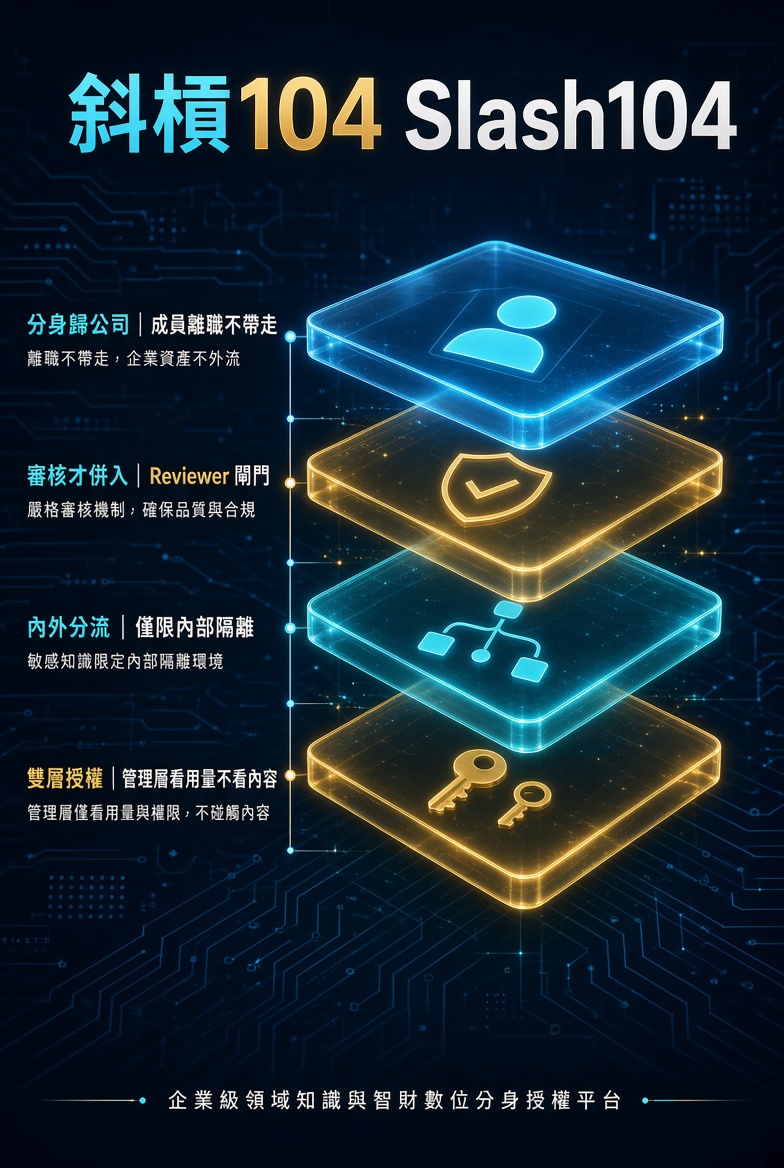 斜槓104 Slash104
分身歸公司｜成員離職不帶走
離職不帶走，企業資產不外流
審核才併入｜Reviewer 閘門
嚴格審核機制，確保品質與合規
內外分流｜僅限內部隔離
敏感知識限定內部隔離環境
雙層授權｜管理層看用量不看內容
管理層僅看用量與權限，不碰觸內容
企業級領域知識與智財數位分身授權平台